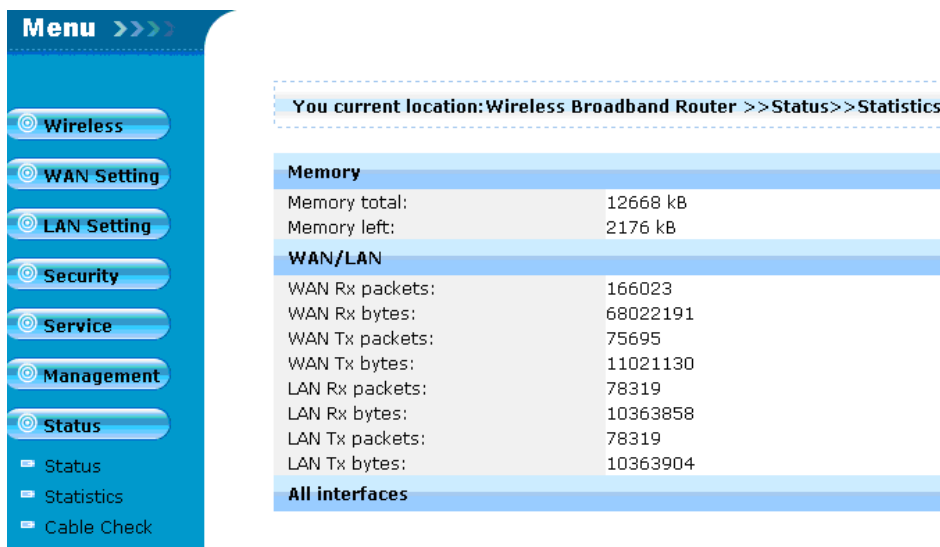 Menu >>>>
Wireless
WAN Setting
LAN Setting
Security
Service
Management
Status
Status
Statistics
Cable Check
You current location:Wireless Broadband Router >>Status>>Statistics
Memory
Memory total: 12668 kB
Memory left: 2176 kB
WAN/LAN
WAN Rx packets: 166023
WAN Rx bytes: 68022191
WAN Tx packets: 75695
WAN Tx bytes: 11021130
LAN Rx packets: 78319
LAN Rx bytes: 10363858
LAN Tx packets: 78319
LAN Tx bytes: 10363904
All interfaces